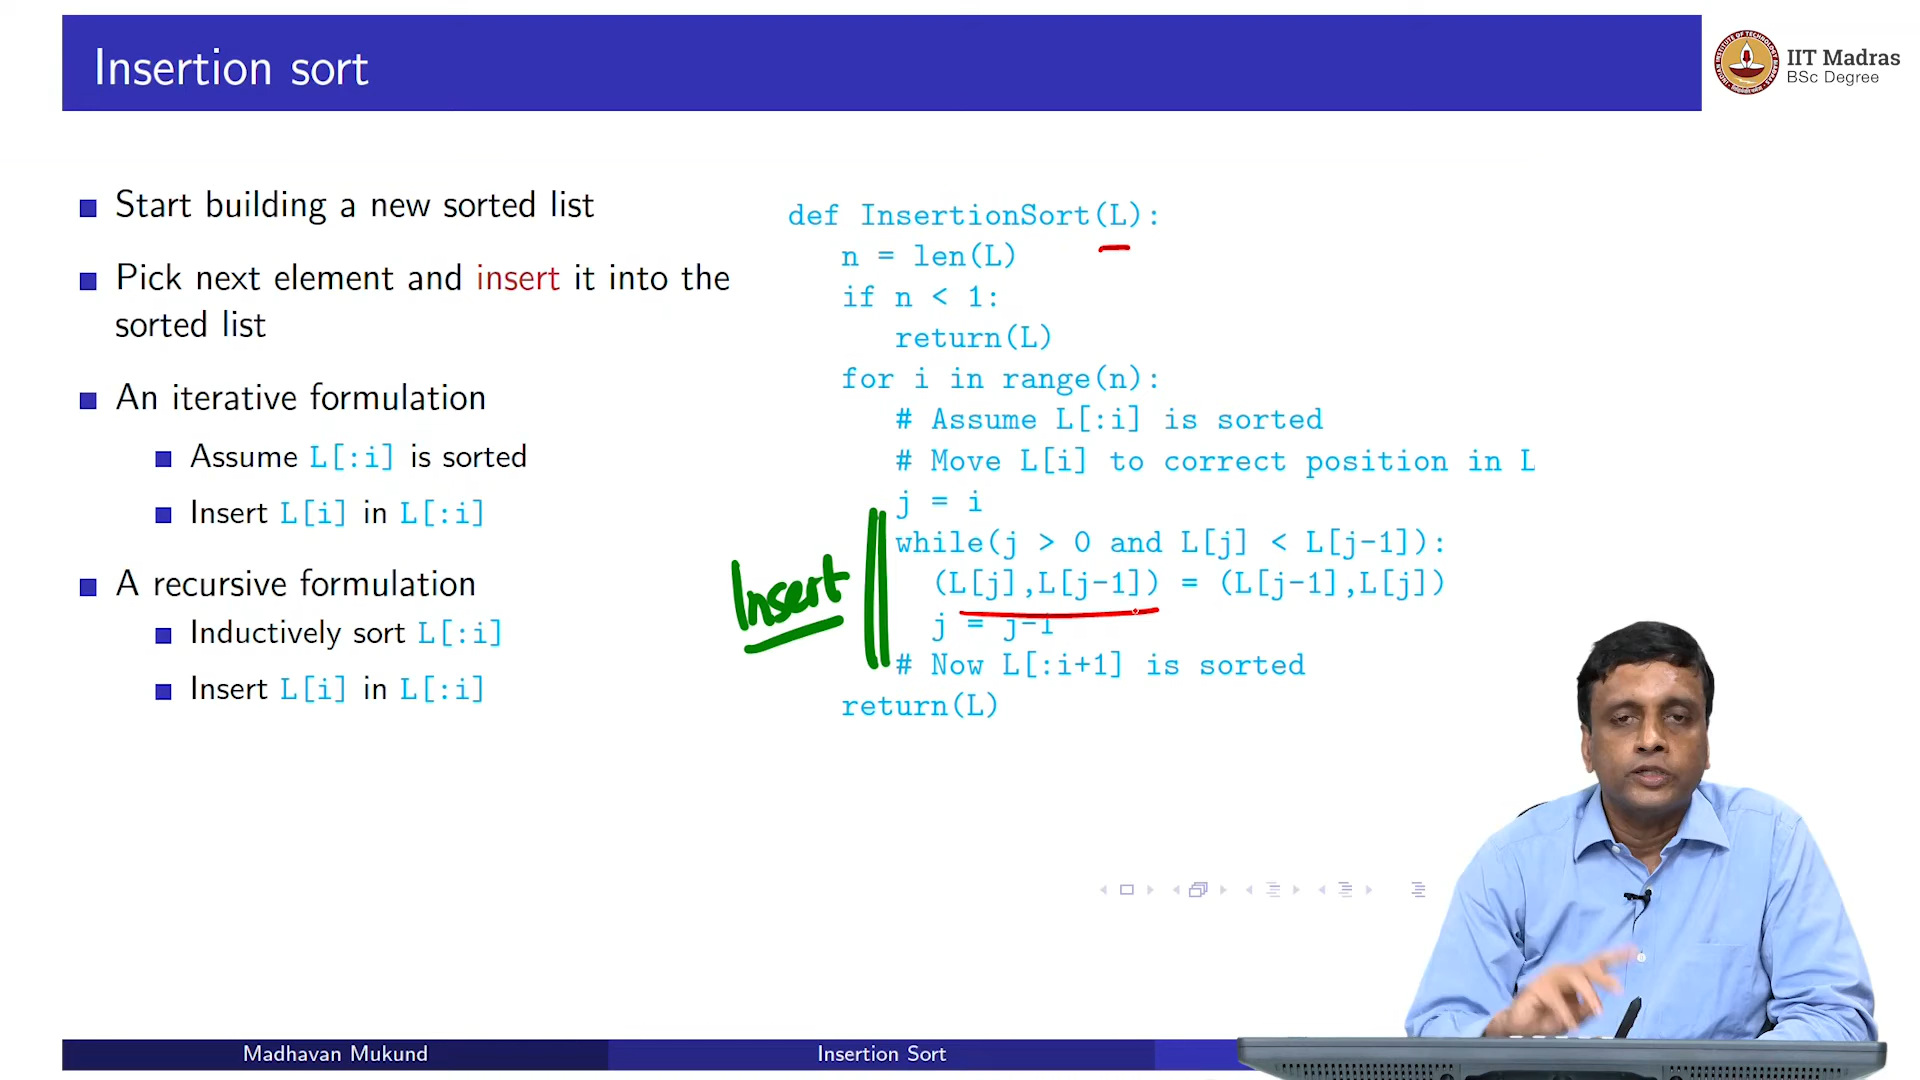 Insertion sort
IIT Madras
BSc Degree
Start building a new sorted list
Pick next element and insert it into the
sorted list
An iterative formulation
Assume L[:i] is sorted
Insert L[i] in L[:i]
A recursive formulation
Inductively sort L[:i]
Insert L[i] in L[:i]
def InsertionSort(L):
n = len(L)
if n < 1:
return(L)
for i in range(n):
# Assume L[:i] is sorted
# Move L[i] to correct position in L
j = i
while(j > 0 and L[j] < L[j-1]):
(L[j],L[j-1]) = (L[j-1],L[j])
j = j-1
# Now L[:i+1] is sorted
return(L)
Insert
Madhavan Mukund
Insertion Sort